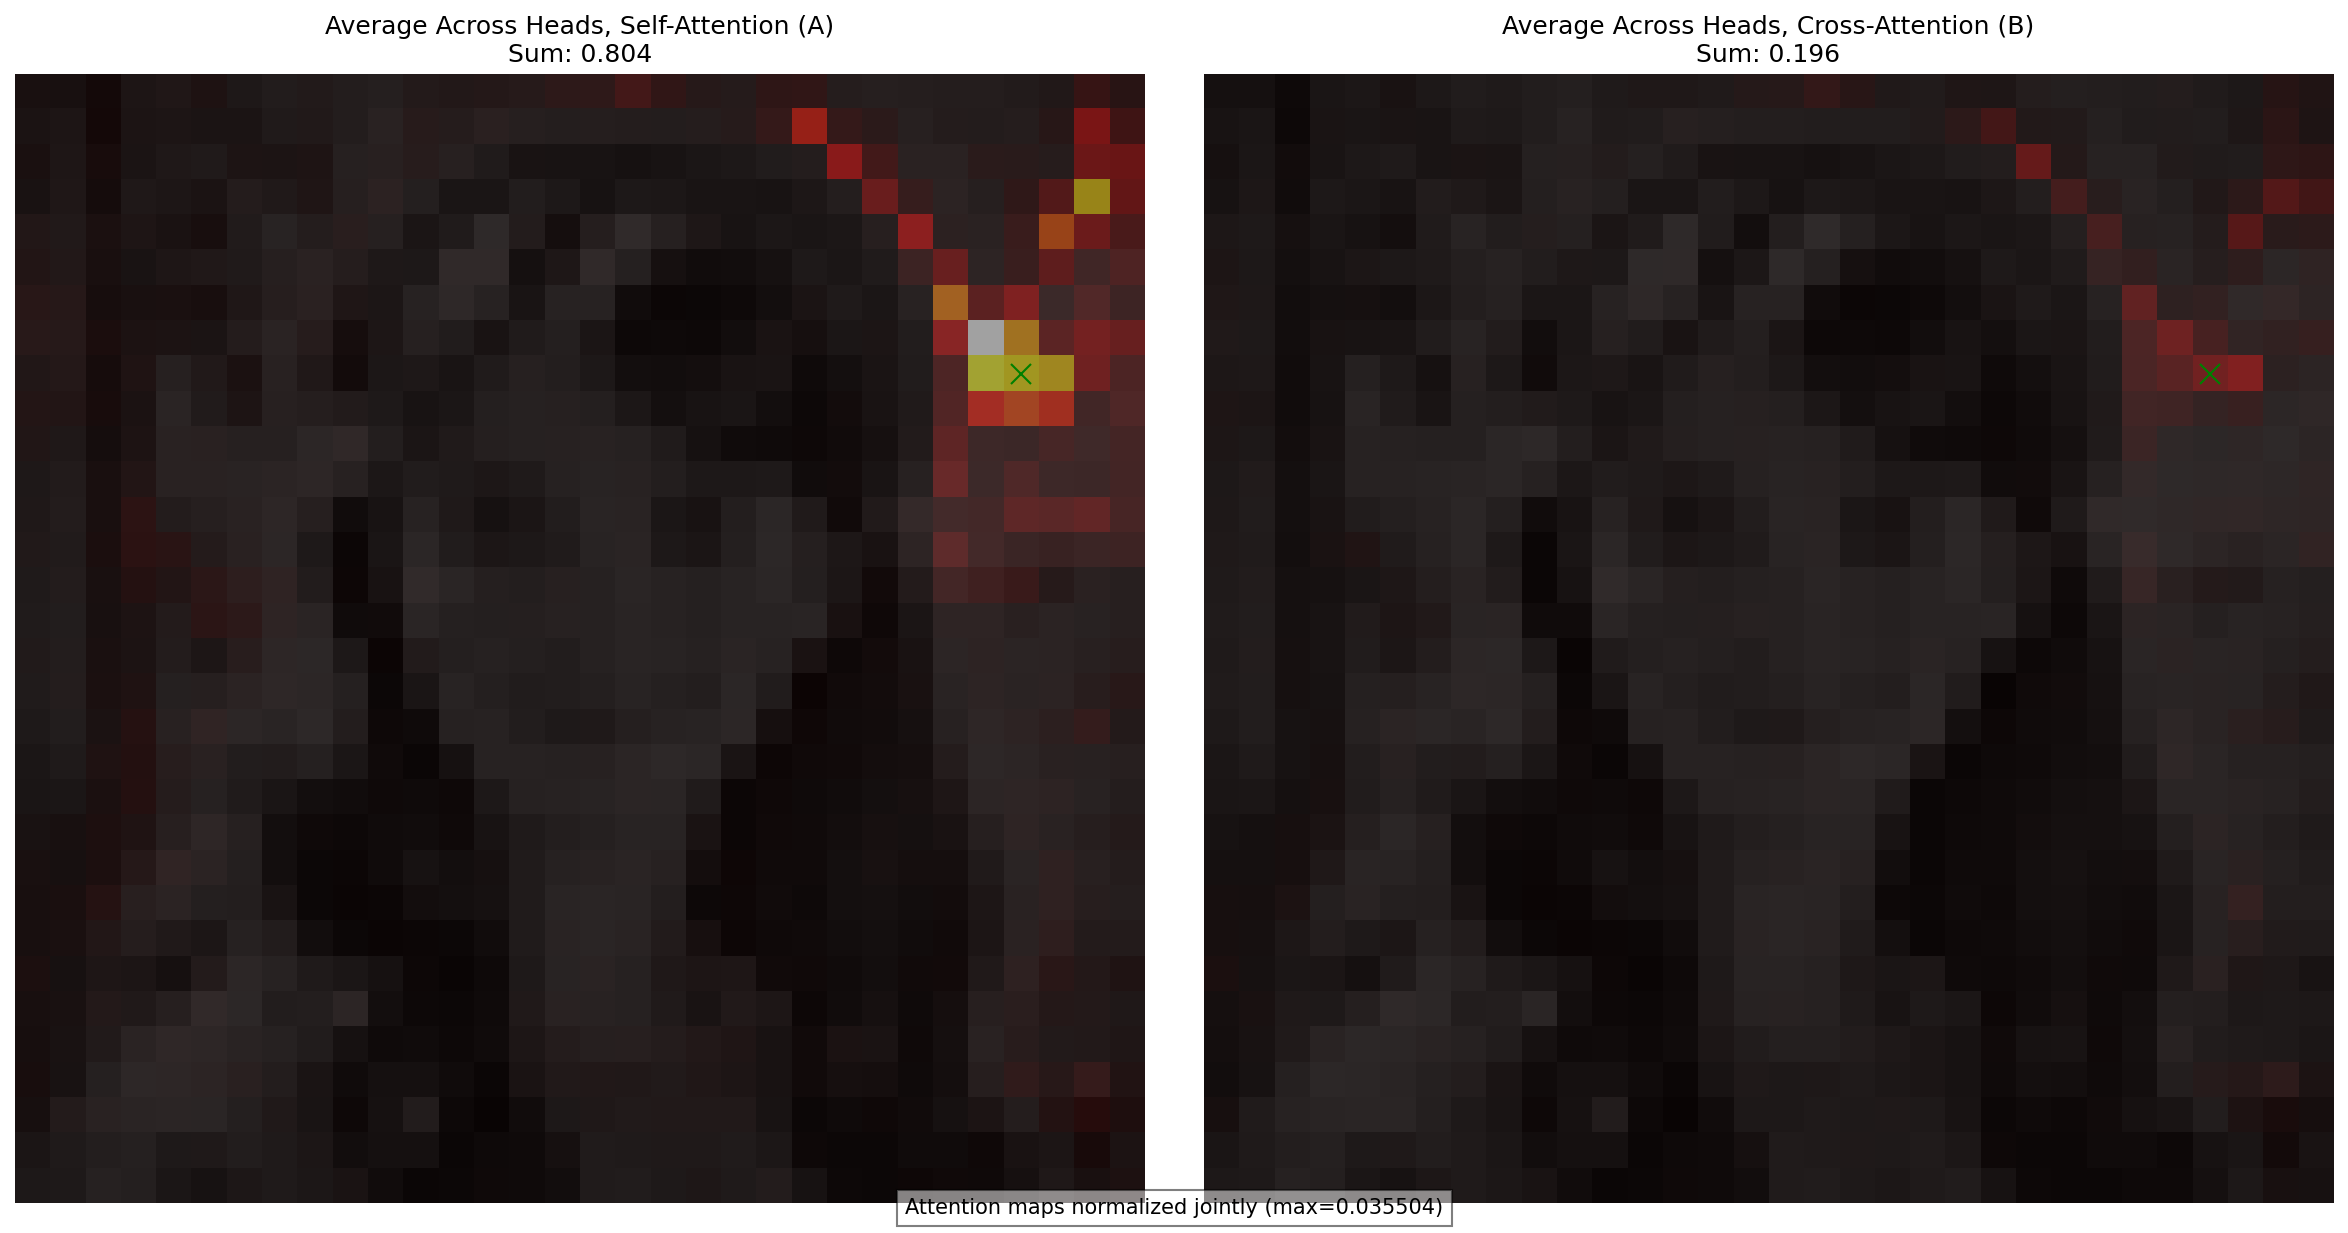 Average Across Heads, Self-Attention (A)
Sum: 0.804
Average Across Heads, Cross-Attention (B)
Sum: 0.196
Attention maps normalized jointly (max=0.035504)